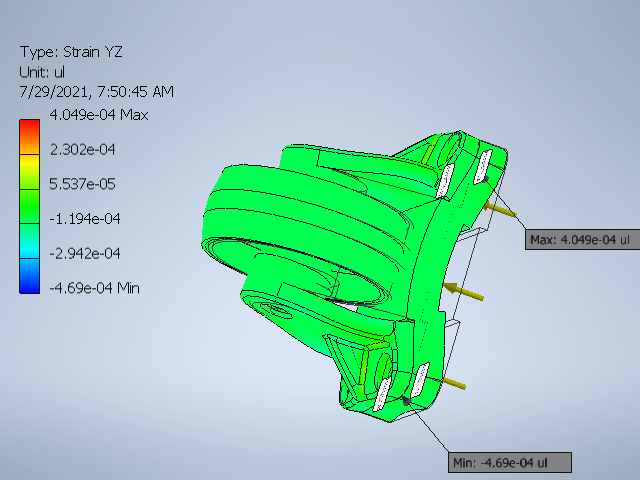 Type: Strain YZ
Unit: ul
7/29/2021, 7:50:45 AM
4.049e-04 Max
2.302e-04
5.537e-05
-1.194e-04
-2.942e-04
-4.69e-04 Min
Max: 4.049e-04 ul
Min: -4.69e-04 ul